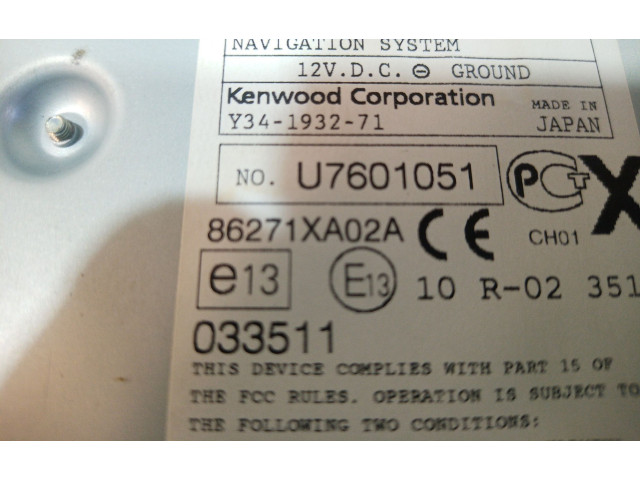 NAVIGATION SYSTEM
12V.D.C. ⊖ GROUND
Kenwood Corporation
Y34-1932-71
MADE IN
JAPAN
NO. U7601051
PCT
X
86271XA02A CE CH01
e13 E13 10 R-02 351
033511
THIS DEVICE COMPLIES WITH PART 15 OF
THE FCC RULES. OPERATION IS SUBJECT TO
THE FOLLOWING TWO CONDITIONS: